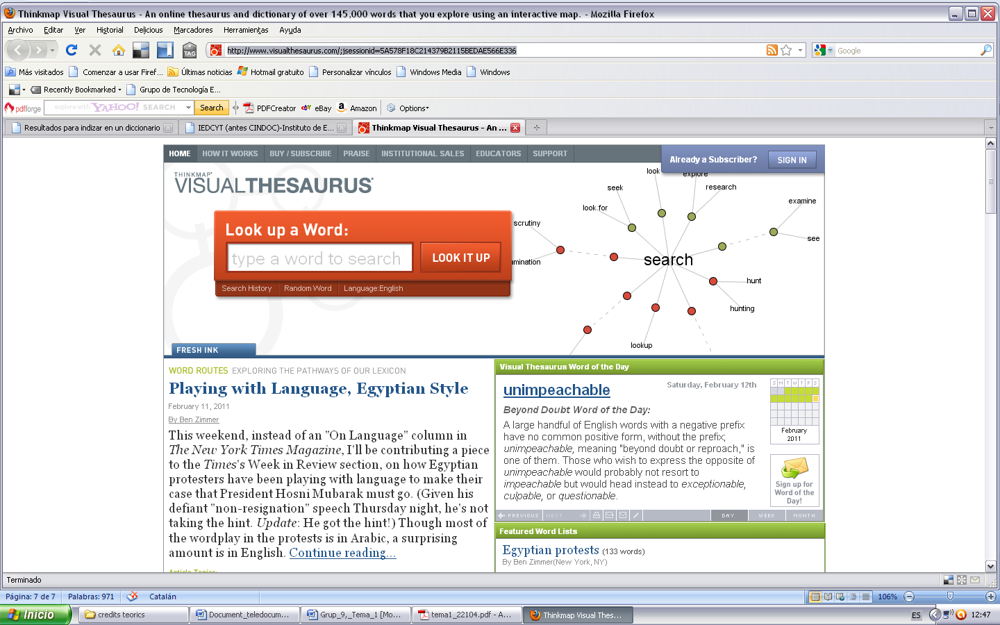 Thinkmap Visual Thesaurus - An online thesaurus and dictionary of over 145,000 words that you explore using an interactive map. - Mozilla Firefox
Archivo Editar Ver Historial Delicious Marcadores Herramientas Ayuda
TAG http://www.visualthesaurus.com/;jsessionid=5A578F18C214379B2115BEDAE566E336 Google
Más visitados Comenzar a usar Firef... Últimas noticias Hotmail gratuito Personalizar vínculos Windows Media Windows
Recently Bookmarked Grupo de Tecnología E...
pdfforge explore with YAHOO! SEARCH Search PDFCreator eBay Amazon Options
Resultados para indizar en un diccionario IEDCYT (antes CINDOC)-Instituto de E... Thinkmap Visual Thesaurus - An ...
HOME HOW IT WORKS BUY / SUBSCRIBE PRAISE INSTITUTIONAL SALES EDUCATORS SUPPORT
Already a Subscriber? SIGN IN
THINKMAP®
VISUALTHESAURUS®
Look up a Word:
type a word to search LOOK IT UP
Search History Random Word Language:English
look
explore
seek
research
look for
examine
scrutiny
see
amination
search
hunt
hunting
lookup
FRESH INK
WORD ROUTES EXPLORING THE PATHWAYS OF OUR LEXICON
Playing with Language, Egyptian Style
February 11, 2011
By Ben Zimmer
This weekend, instead of an "On Language" column in
The New York Times Magazine, I'll be contributing a piece
to the Times's Week in Review section, on how Egyptian
protesters have been playing with language to make their
case that President Hosni Mubarak must go. (Given his
defiant "non-resignation" speech Thursday night, he's not
taking the hint. Update: He got the hint!) Though most of
the wordplay in the protests is in Arabic, a surprising
amount is in English. Continue reading...
Article Topics:
Visual Thesaurus Word of the Day
unimpeachable
Saturday, February 12th
Beyond Doubt Word of the Day:
A large handful of English words with a negative prefix
have no common positive form, without the prefix;
unimpeachable, meaning "beyond doubt or reproach," is
one of them. Those who wish to express the opposite of
unimpeachable would probably not resort to
impeachable but would head instead to exceptionable,
culpable, or questionable.
S M T W T F S
February
2011
Sign up for
Word of the
Day!
PREVIOUS NEXT DAY WEEK MONTH
Featured Word Lists
Egyptian protests (133 words)
By Ben Zimmer(New York, NY)
Terminado
Página: 7 de 7 Palabras: 971 Catalán 106%
Inicio credits teorics Document_teledocum... Grup_9,_Tema_1 [Mo... tema1_22104.pdf - A... Thinkmap Visual Thes... ES 12:47